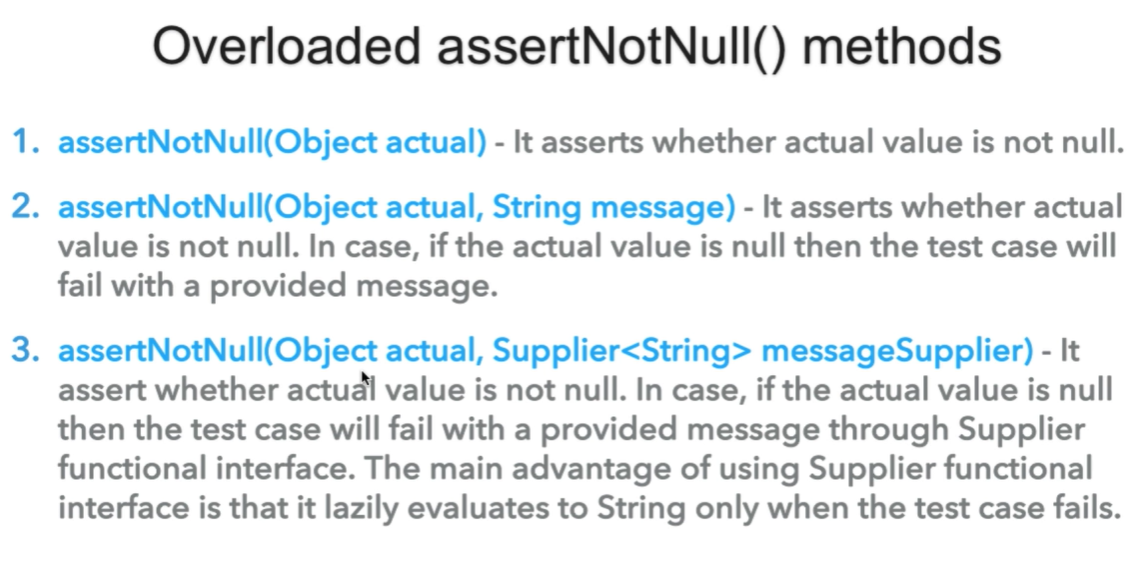 Overloaded assertNotNull() methods
1. assertNotNull(Object actual) - It asserts whether actual value is not null.
2. assertNotNull(Object actual, String message) - It asserts whether actual
value is not null. In case, if the actual value is null then the test case will
fail with a provided message.
3. assertNotNull(Object actual, Supplier<String> messageSupplier) - It
assert whether actual value is not null. In case, if the actual value is null
then the test case will fail with a provided message through Supplier
functional interface. The main advantage of using Supplier functional
interface is that it lazily evaluates to String only when the test case fails.